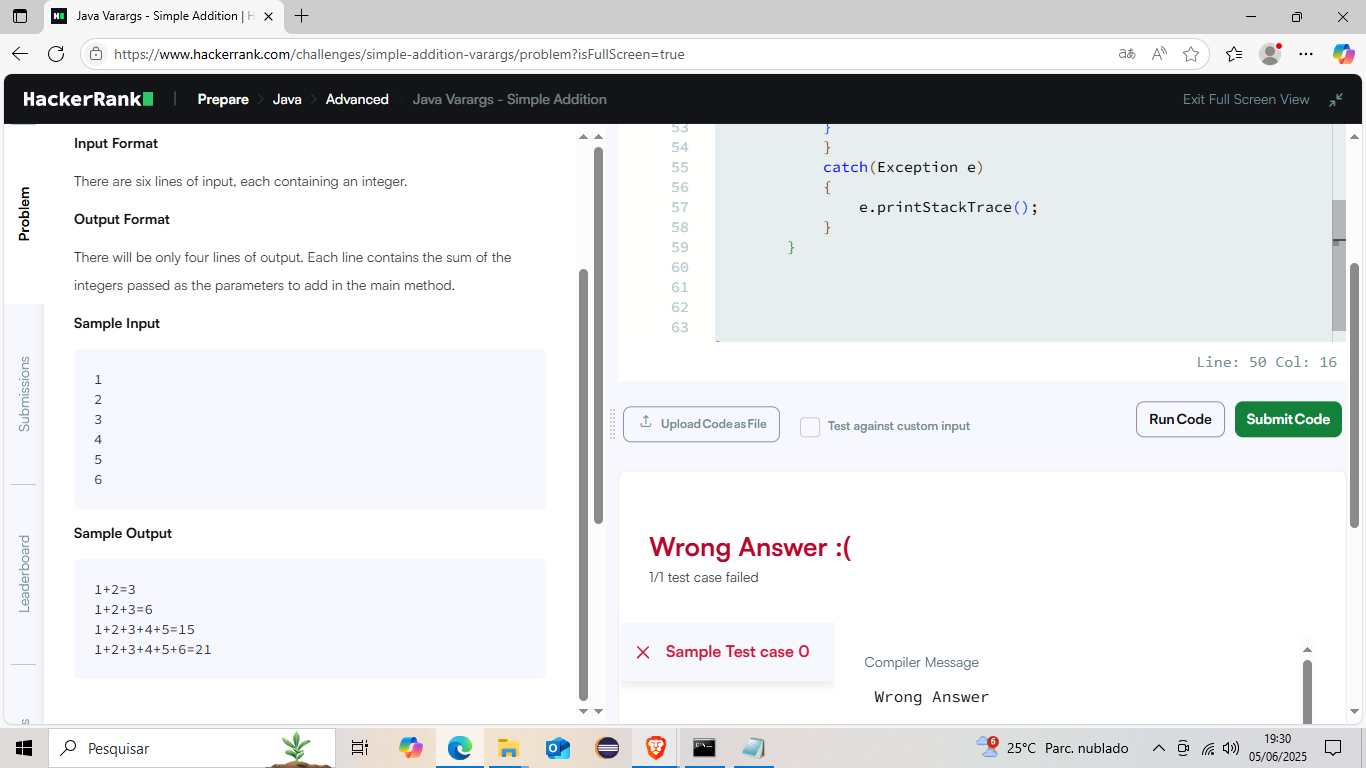 Java Varargs - Simple Addition | H
https://www.hackerrank.com/challenges/simple-addition-varargs/problem?isFullScreen=true
HackerRank
Prepare
Java
Advanced
Java Varargs - Simple Addition
Exit Full Screen View
Problem
Submissions
Leaderboard
Input Format
There are six lines of input, each containing an integer.
Output Format
There will be only four lines of output. Each line contains the sum of the
integers passed as the parameters to add in the main method.
Sample Input
1
2
3
4
5
6
Sample Output
1+2=3
1+2+3=6
1+2+3+4+5=15
1+2+3+4+5+6=21
53 }
54 }
55 catch(Exception e)
56 {
57 e.printStackTrace();
58 }
59 }
60
61
62
63
Line: 50 Col: 16
Upload Code as File
Test against custom input
Run Code
Submit Code
Wrong Answer :(
1/1 test case failed
Sample Test case 0
Compiler Message
Wrong Answer
Pesquisar
6
25°C Parc. nublado
19:30
05/06/2025